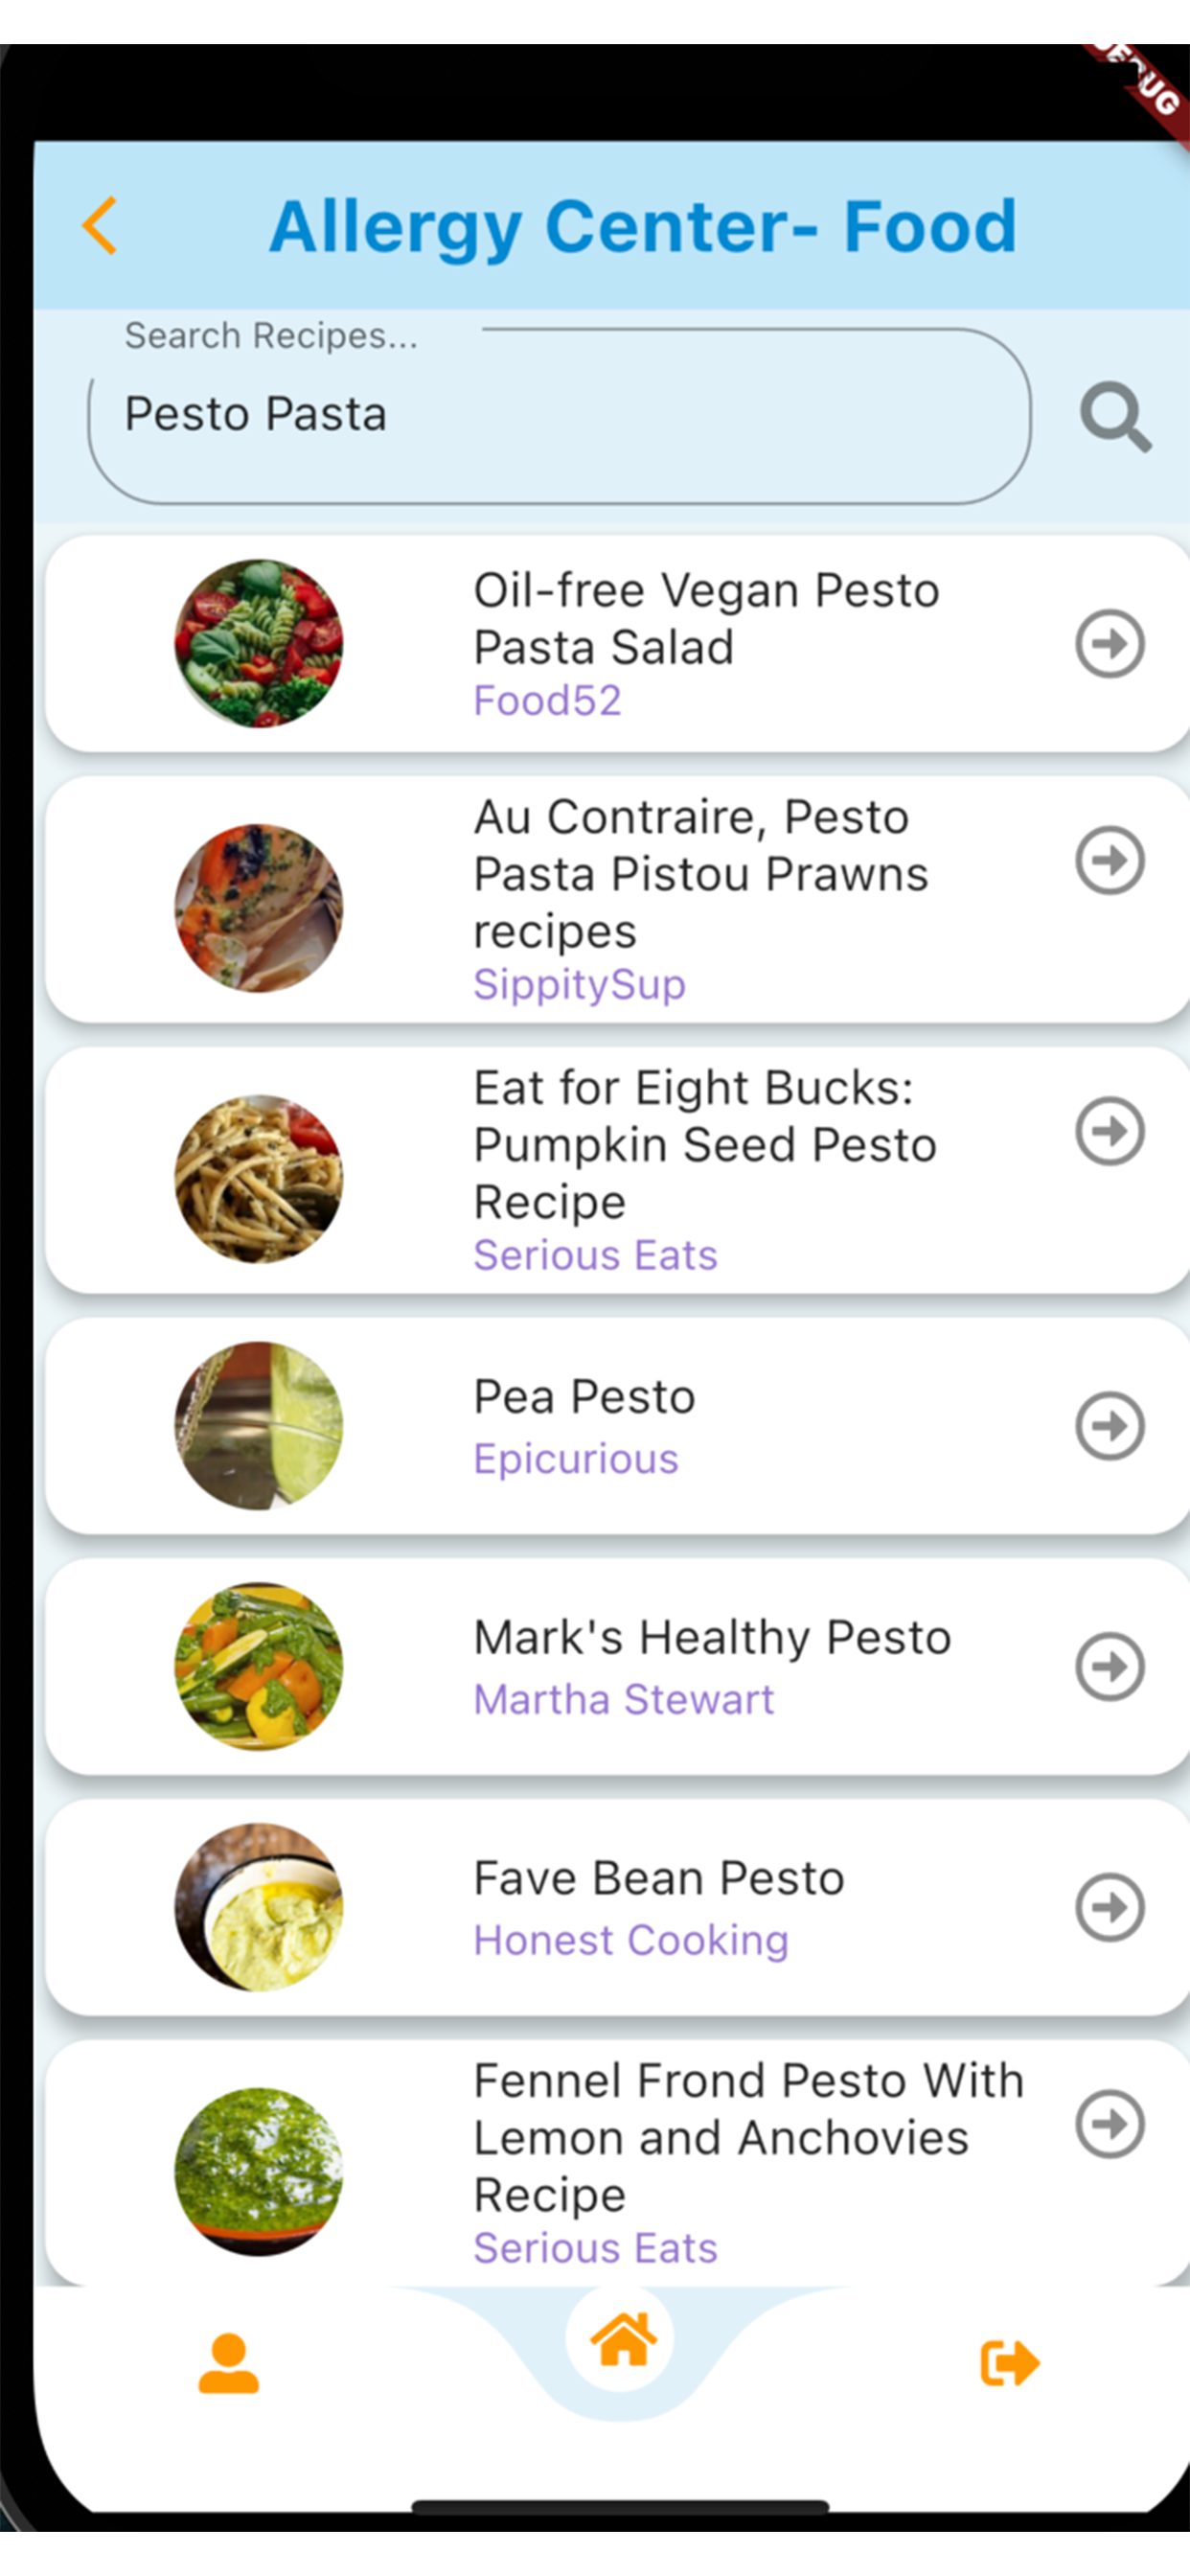 DEBUG
Allergy Center- Food
Search Recipes...
Pesto Pasta
Oil-free Vegan Pesto
Pasta Salad
Food52
Au Contraire, Pesto
Pasta Pistou Prawns
recipes
SippitySup
Eat for Eight Bucks:
Pumpkin Seed Pesto
Recipe
Serious Eats
Pea Pesto
Epicurious
Mark's Healthy Pesto
Martha Stewart
Fave Bean Pesto
Honest Cooking
Fennel Frond Pesto With
Lemon and Anchovies
Recipe
Serious Eats